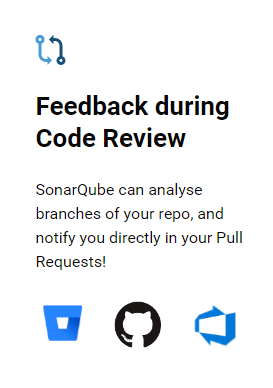 Feedback during
Code Review
SonarQube can analyse
branches of your repo, and
notify you directly in your Pull
Requests!